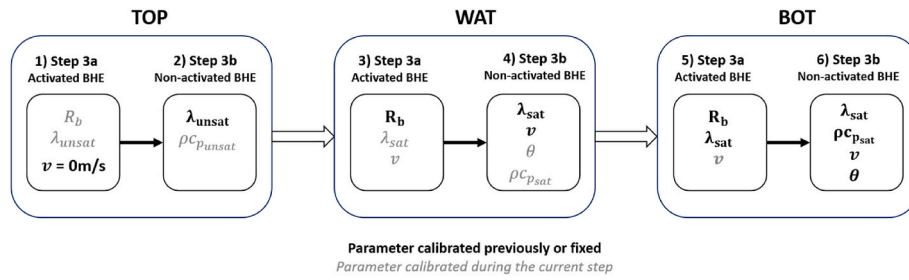 TOP
1) Step 3a
Activated BHE
R_b
λ_unsat
v = 0m/s
2) Step 3b
Non-activated BHE
λ_unsat
ρc_p_unsat
WAT
3) Step 3a
Activated BHE
R_b
λ_sat
v
4) Step 3b
Non-activated BHE
λ_sat
v
θ
ρc_p_sat
BOT
5) Step 3a
Activated BHE
R_b
λ_sat
v
6) Step 3b
Non-activated BHE
λ_sat
ρc_p_sat
v
θ
Parameter calibrated previously or fixed
Parameter calibrated during the current step